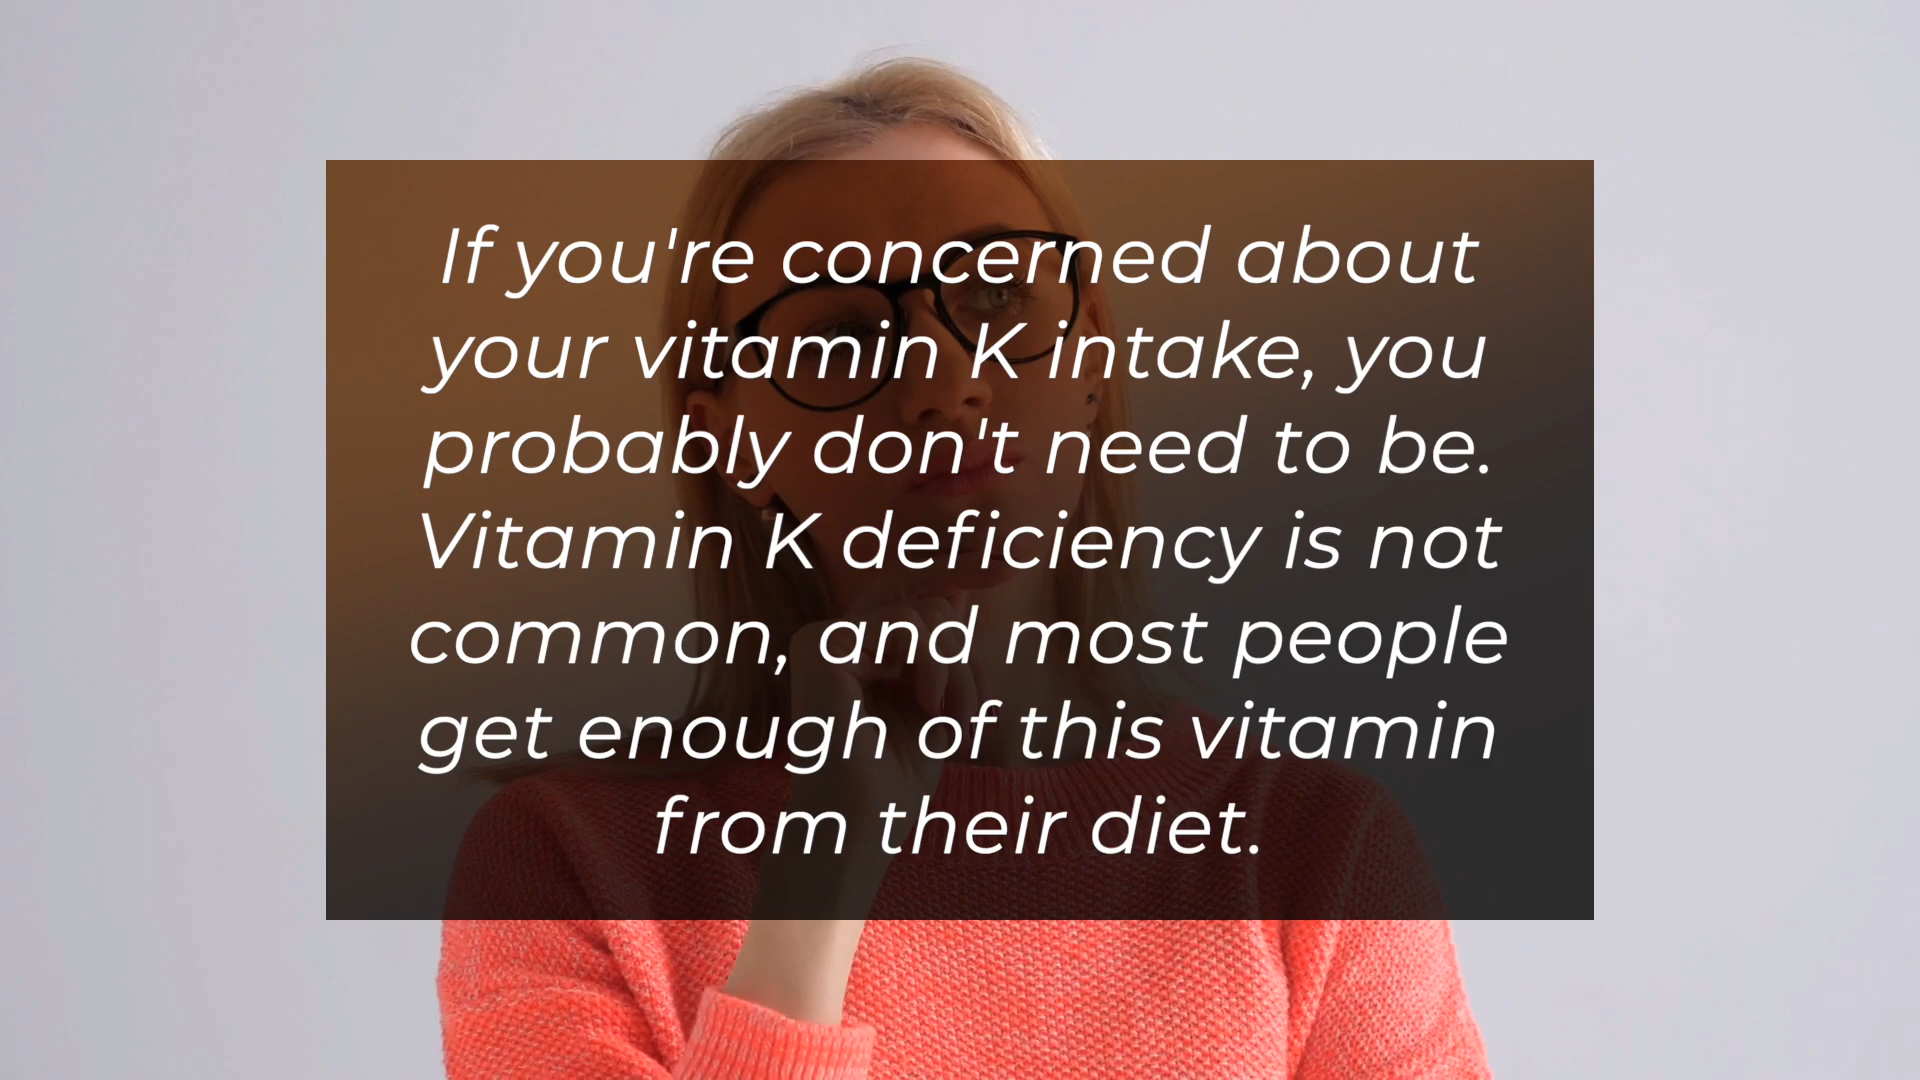 If you're concerned about
your vitamin K intake, you
probably don't need to be.
Vitamin K deficiency is not
common, and most people
get enough of this vitamin
from their diet.